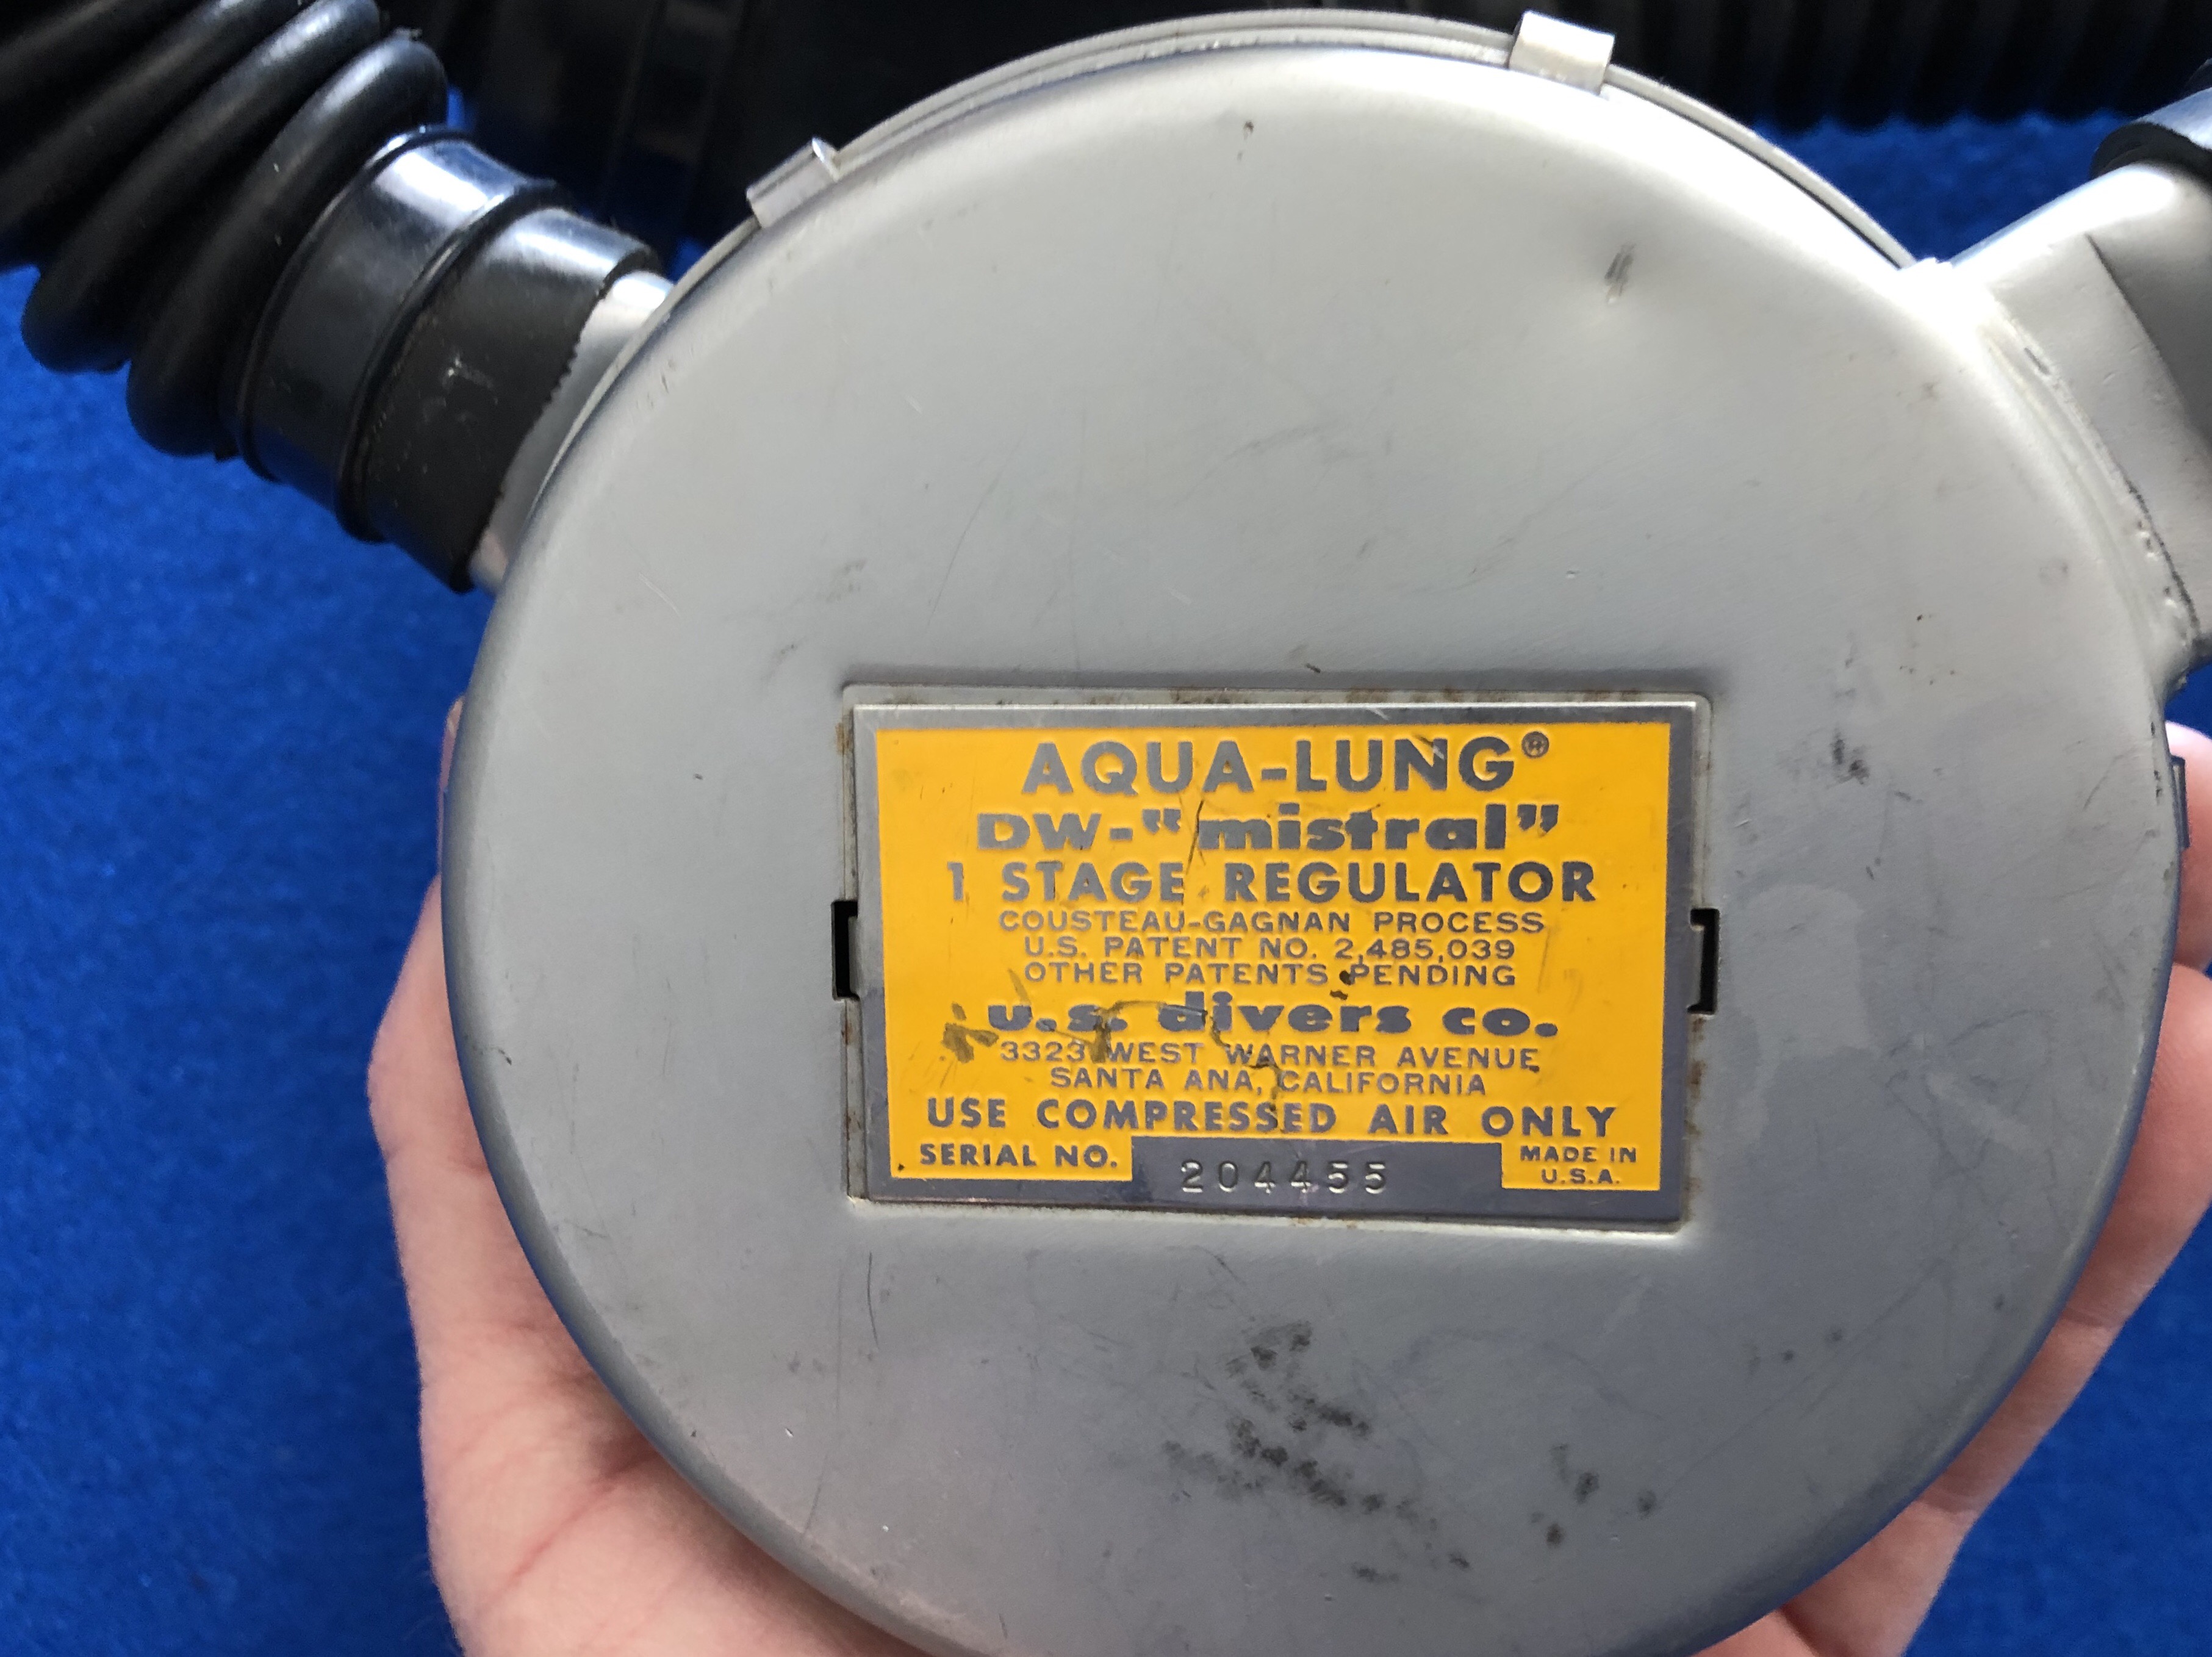 AQUA-LUNG®
DW-"mistral"
1 STAGE REGULATOR
COUSTEAU-GAGNAN PROCESS
U.S. PATENT NO. 2,485,039
OTHER PATENTS PENDING
u.s. divers co.
3323 WEST WARNER AVENUE
SANTA ANA, CALIFORNIA
USE COMPRESSED AIR ONLY
SERIAL NO. 204455 MADE IN
U.S.A.